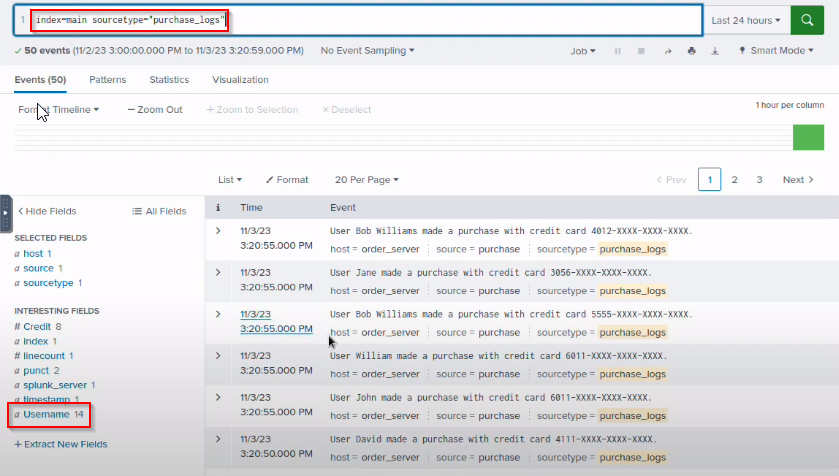 1 index=main sourcetype="purchase_logs"
Last 24 hours
50 events (11/2/23 3:00:00.000 PM to 11/3/23 3:20:59.000 PM) No Event Sampling Job Smart Mode
Events (50) Patterns Statistics Visualization
Format Timeline — Zoom Out + Zoom to Selection × Deselect 1 hour per column
List Format 20 Per Page < Prev 1 2 3 Next >
< Hide Fields All Fields
SELECTED FIELDS
a host 1
a source 1
a sourcetype 1
INTERESTING FIELDS
# Credit 8
a index 1
# linecount 1
a punct 2
a splunk_server 1
a timestamp 1
a Username 14
+ Extract New Fields
i Time Event
> 11/3/23 User Bob Williams made a purchase with credit card 4012-XXXX-XXXX-XXXX.
3:20:55.000 PM host = order_server source = purchase sourcetype = purchase_logs
> 11/3/23 User Jane made a purchase with credit card 3056-XXXX-XXXX-XXXX.
3:20:55.000 PM host = order_server source = purchase sourcetype = purchase_logs
> 11/3/23 User Bob Williams made a purchase with credit card 5555-XXXX-XXXX-XXXX.
3:20:55.000 PM host = order_server source = purchase sourcetype = purchase_logs
> 11/3/23 User William made a purchase with credit card 6011-XXXX-XXXX-XXXX.
3:20:55.000 PM host = order_server source = purchase sourcetype = purchase_logs
> 11/3/23 User John made a purchase with credit card 6011-XXXX-XXXX-XXXX.
3:20:55.000 PM host = order_server source = purchase sourcetype = purchase_logs
> 11/3/23 User David made a purchase with credit card 4111-XXXX-XXXX-XXXX.
3:20:50.000 PM host = order_server source = purchase sourcetype = purchase_logs